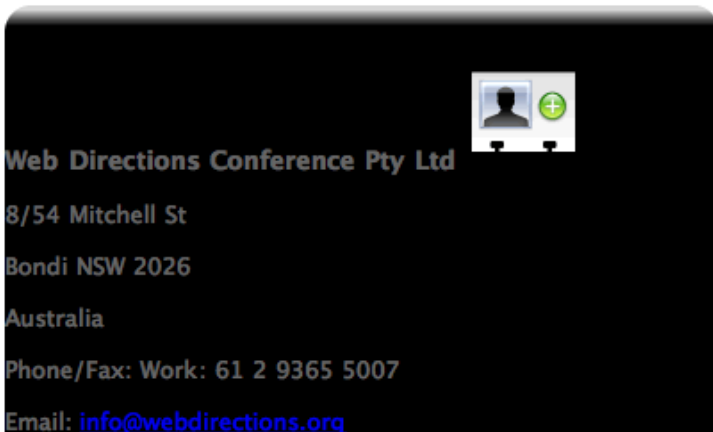 Web Directions Conference Pty Ltd
8/54 Mitchell St
Bondi NSW 2026
Australia
Phone/Fax: Work: 61 2 9365 5007
Email: info@webdirections.org